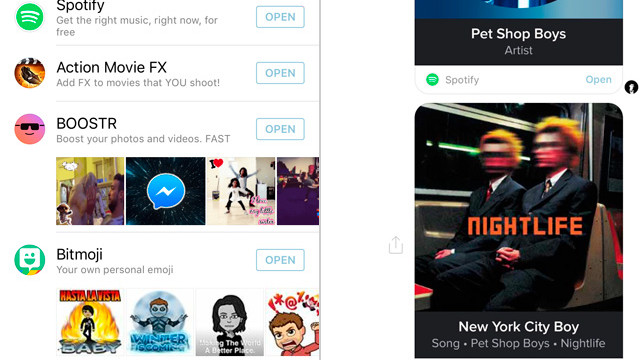 Spotify
Get the right music, right now, for
free
OPEN
Action Movie FX
Add FX to movies that YOU shoot!
OPEN
BOOSTR
Boost your photos and videos. FAST
OPEN
I
Bitmoji
Your own personal emoji
OPEN
HASTA LA VISTA
BABY
WINTER
IS COMING
Making The World
A Better Place.
Pet Shop Boys
Artist
Spotify
Open
NIGHTLIFE
New York City Boy
Song • Pet Shop Boys • Nightlife